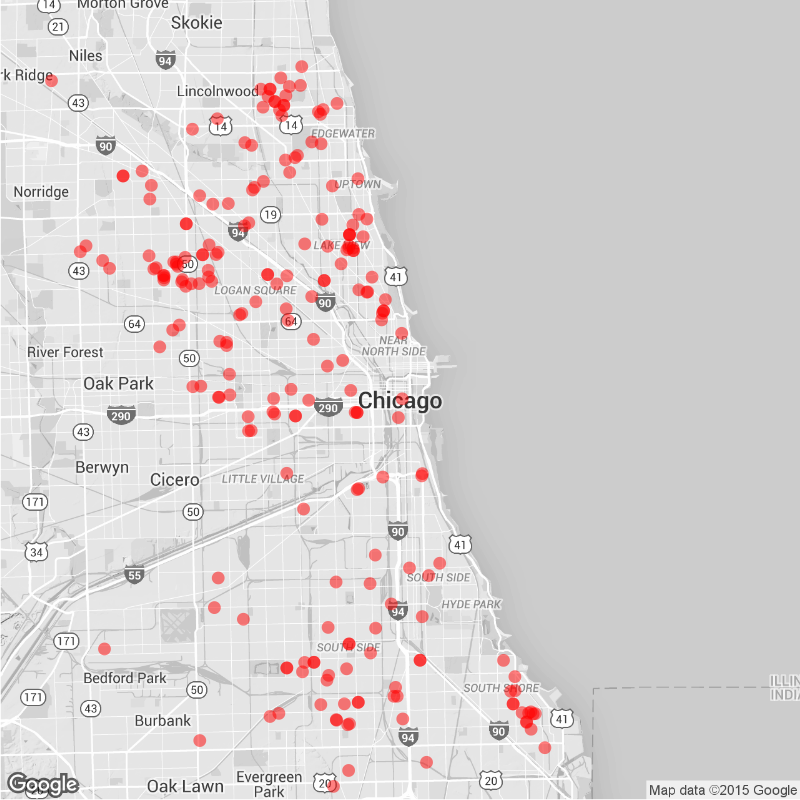 14
Morton Grove
21
Skokie
Niles
94
rk Ridge
Lincolnwood
43
14
14
EDGEWATER
90
UPTOWN
Norridge
19
94
LAKEVIEW
43
50
41
LOGAN SQUARE
90
64
64
NEAR
NORTH SIDE
River Forest
50
Oak Park
Chicago
290
290
43
Berwyn
Cicero
LITTLE VILLAGE
171
50
90
34
41
55
SOUTH SIDE
HYDE PARK
94
171
SOUTH SIDE
Bedford Park
50
SOUTH SHORE
ILLIN
INDIA
171
43
Burbank
41
90
94
Oak Lawn
Evergreen
Park
20
20
Google
Map data ©2015 Google